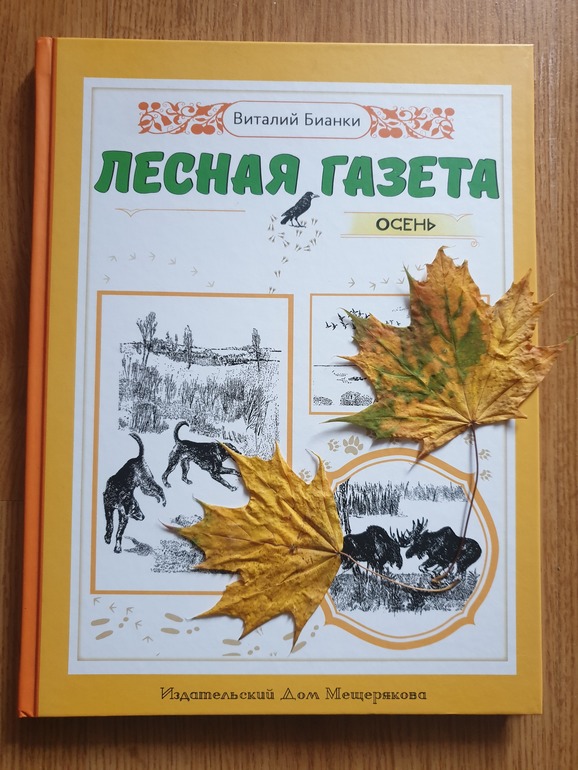 Виталий Бианки
ЛЕСНАЯ ГАЗЕТА
ОСЕНЬ
Издательский Дом Мещерякова